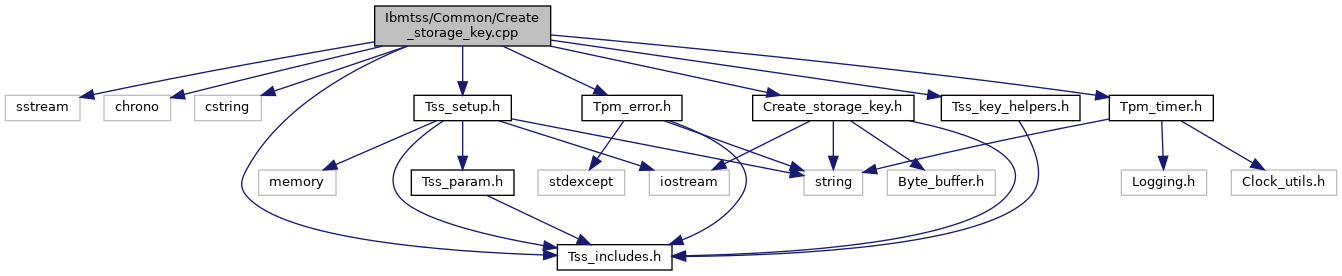 Ibmtss/Common/Create
_storage_key.cpp
sstream
chrono
cstring
Tss_setup.h
Tpm_error.h
Create_storage_key.h
Tss_key_helpers.h
Tpm_timer.h
memory
Tss_param.h
stdexcept
iostream
string
Byte_buffer.h
Logging.h
Clock_utils.h
Tss_includes.h